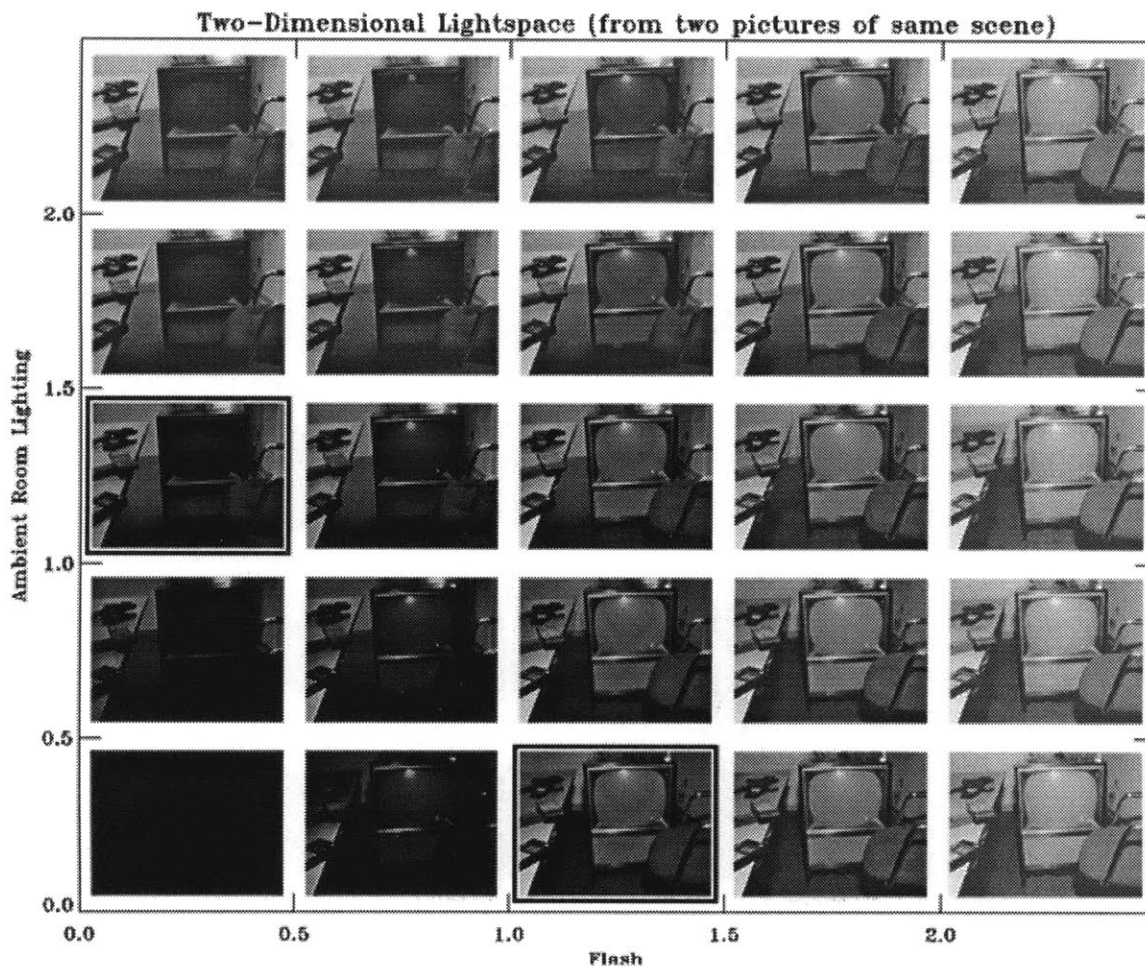 Two-Dimensional Lightspace (from two pictures of same scene)
2.0
1.5
1.0
0.5
0.0
Ambient Room Lighting
0.0 0.5 1.0 1.5 2.0
Flash